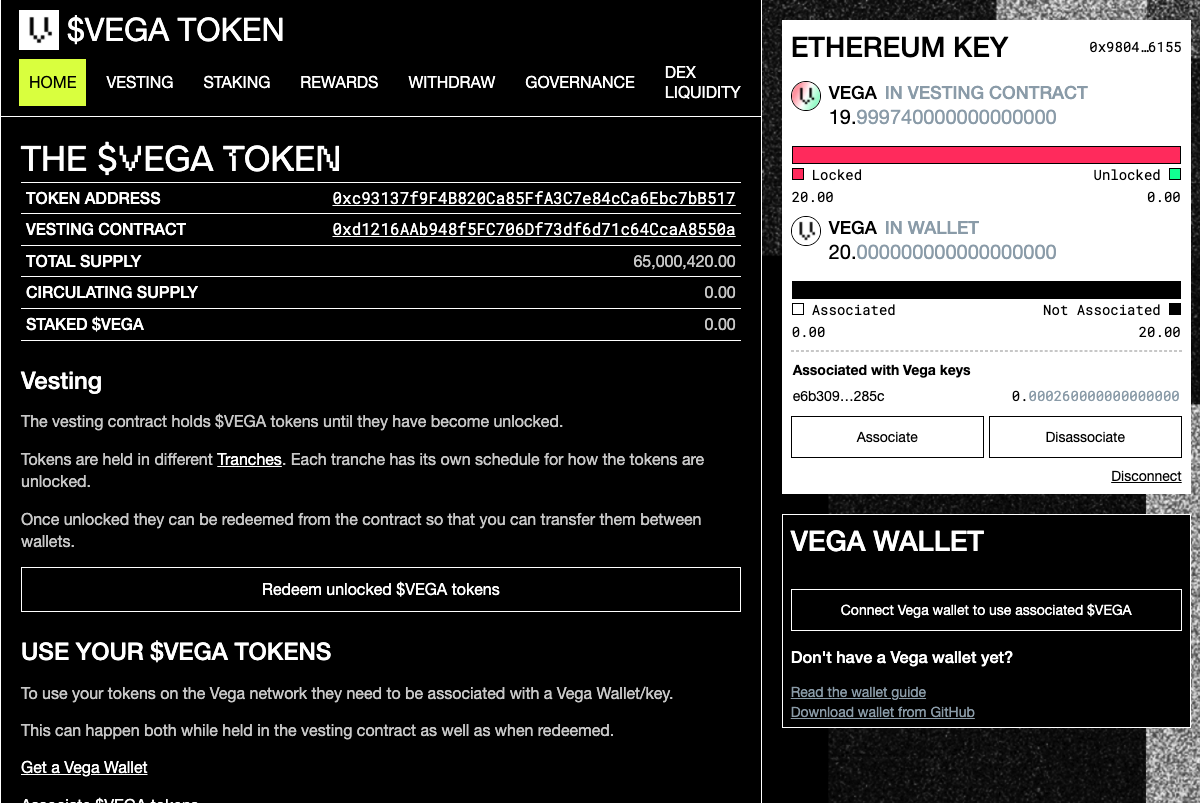 $VEGA TOKEN
HOME VESTING STAKING REWARDS WITHDRAW GOVERNANCE DEX LIQUIDITY
THE $VEGA TOKEN
TOKEN ADDRESS 0xc93137f9F4B820Ca85FfA3C7e84cCa6Ebc7bB517
VESTING CONTRACT 0xd1216AAb948f5FC706Df73df6d71c64CcaA8550a
TOTAL SUPPLY 65,000,420.00
CIRCULATING SUPPLY 0.00
STAKED $VEGA 0.00
Vesting
The vesting contract holds $VEGA tokens until they have become unlocked.
Tokens are held in different Tranches. Each tranche has its own schedule for how the tokens are
unlocked.
Once unlocked they can be redeemed from the contract so that you can transfer them between
wallets.
Redeem unlocked $VEGA tokens
USE YOUR $VEGA TOKENS
To use your tokens on the Vega network they need to be associated with a Vega Wallet/key.
This can happen both while held in the vesting contract as well as when redeemed.
Get a Vega Wallet
Associate $VEGA tokens
ETHEREUM KEY 0x9804…6155
VEGA IN VESTING CONTRACT
19.999740000000000000
Locked Unlocked
20.00 0.00
VEGA IN WALLET
20.000000000000000000
Associated Not Associated
0.00 20.00
Associated with Vega keys
e6b309…285c 0.000260000000000000
Associate Disassociate
Disconnect
VEGA WALLET
Connect Vega wallet to use associated $VEGA
Don't have a Vega wallet yet?
Read the wallet guide
Download wallet from GitHub